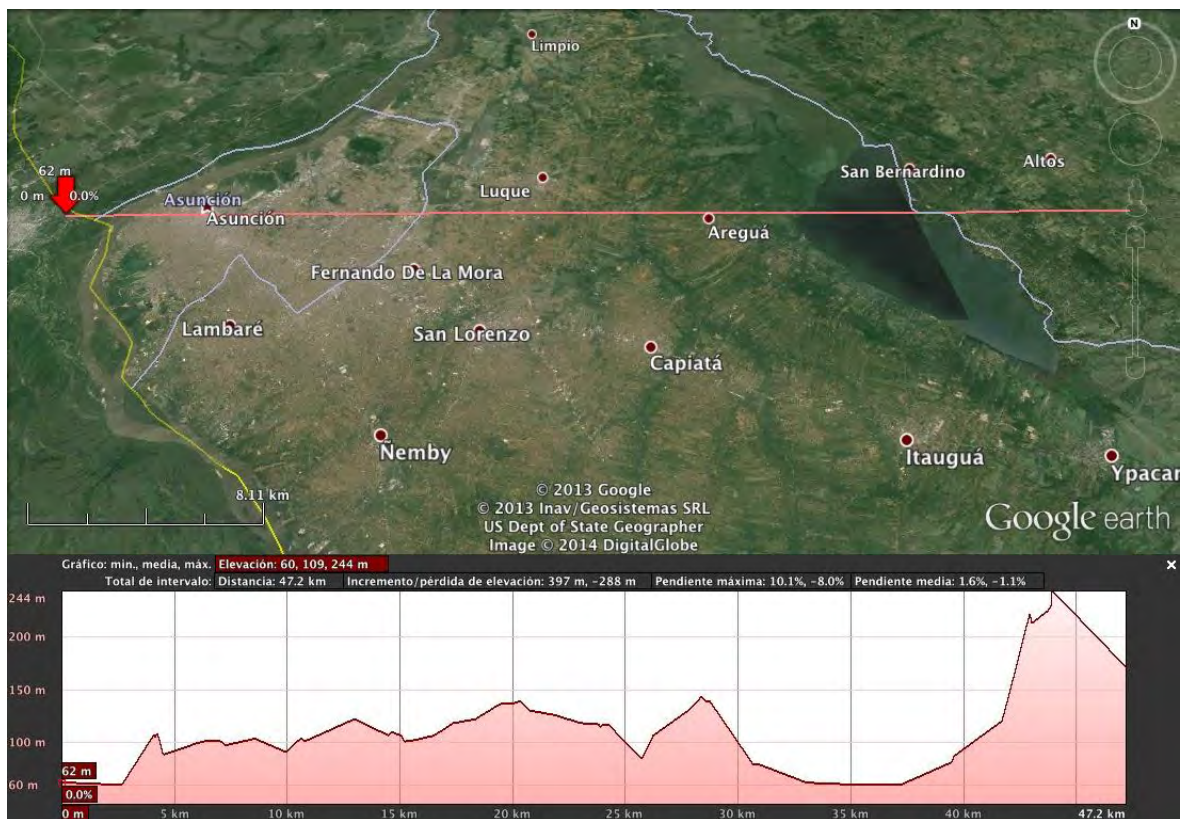 Limpio
N
62 m
0 m 0.0%
Asunción
Asunción
Luque
San Bernardino
Altos
Areguá
Fernando De La Mora
Lambaré
San Lorenzo
Capiatá
Ñemby
Itauguá
Ypacar
8.11 km
© 2013 Google
© 2013 Inav/Geosistemas SRL
US Dept of State Geographer
Image © 2014 DigitalGlobe
Google earth
Gráfico: min., media, máx. Elevación: 60, 109, 244 m
Total de intervalo: Distancia: 47.2 km Incremento/pérdida de elevación: 397 m, -288 m Pendiente máxima: 10.1%, -8.0% Pendiente media: 1.6%, -1.1%
244 m
200 m
150 m
100 m
62 m
60 m
0.0%
0 m 5 km 10 km 15 km 20 km 25 km 30 km 35 km 40 km 47.2 km